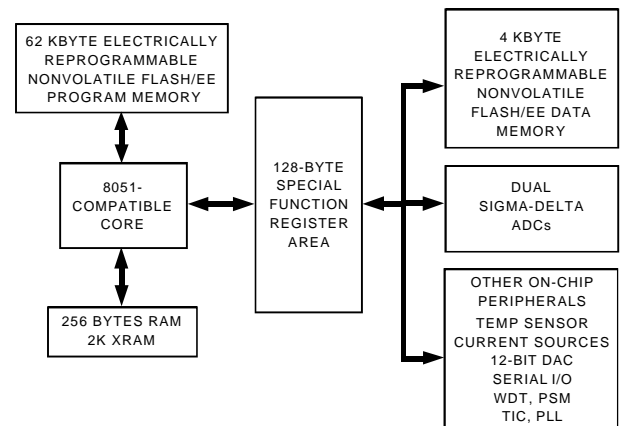 62 KBYTE ELECTRICALLY
REPROGRAMMABLE
NONVOLATILE FLASH/EE
PROGRAM MEMORY
8051-
COMPATIBLE
CORE
256 BYTES RAM
2K XRAM
128-BYTE
SPECIAL
FUNCTION
REGISTER
AREA
4 KBYTE
ELECTRICALLY
REPROGRAMMABLE
NONVOLATILE
FLASH/EE DATA
MEMORY
DUAL
SIGMA-DELTA
ADCs
OTHER ON-CHIP
PERIPHERALS
TEMP SENSOR
CURRENT SOURCES
12-BIT DAC
SERIAL I/O
WDT, PSM
TIC, PLL